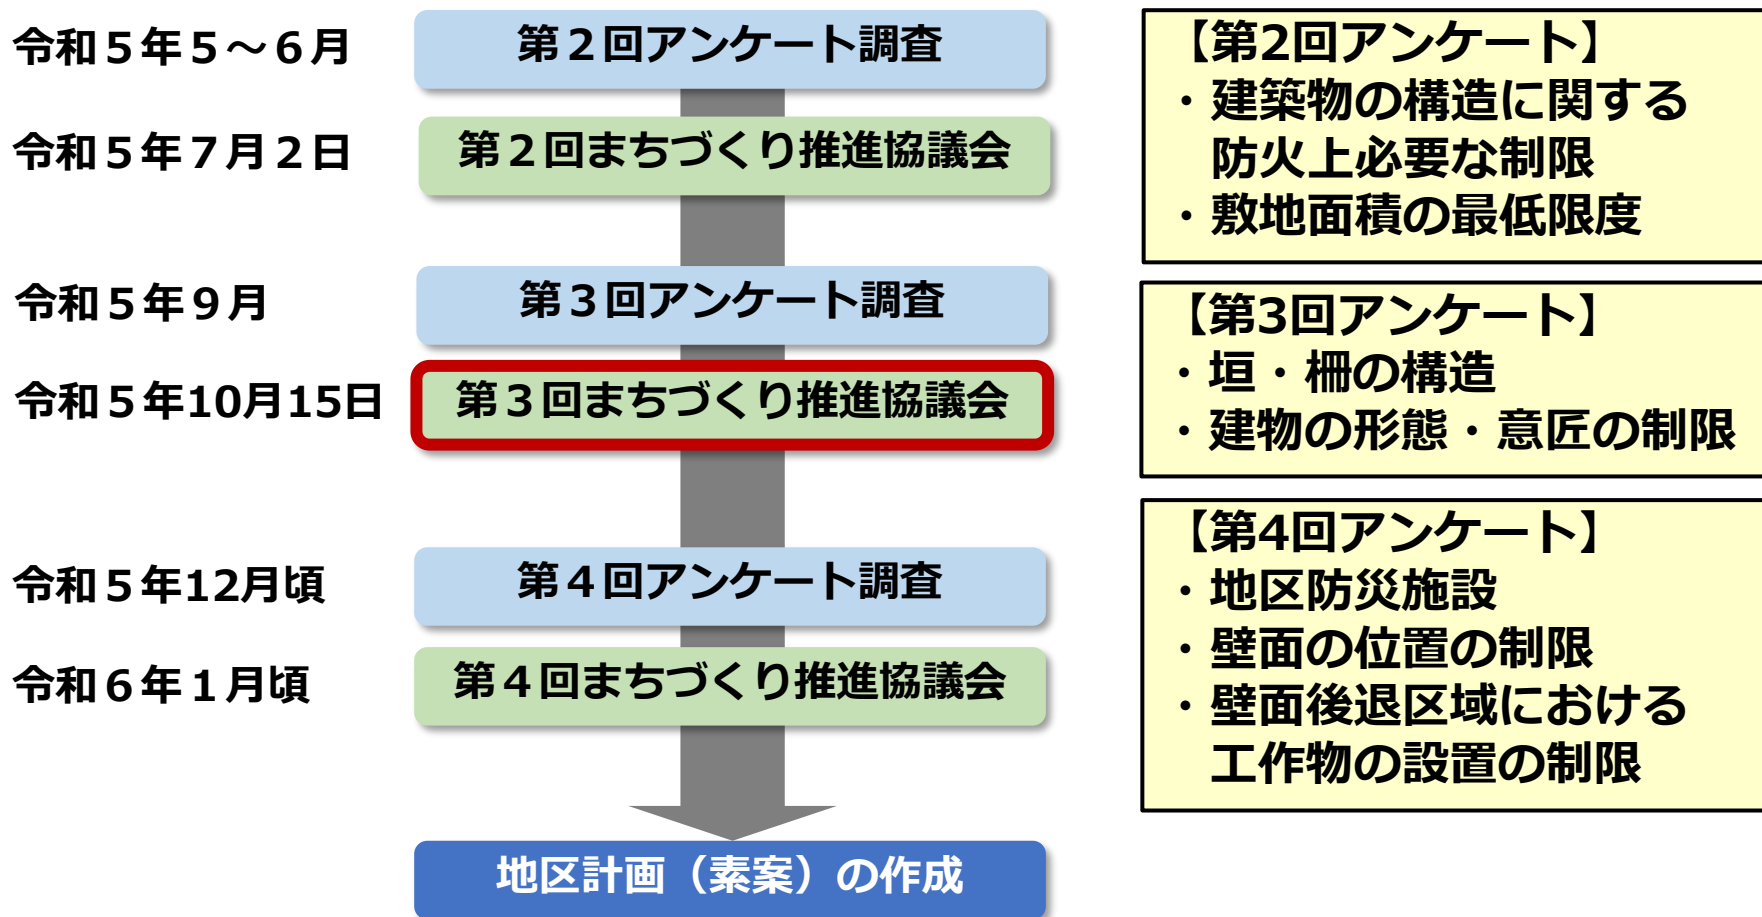 令和５年５～６月
第２回アンケート調査
令和５年７月２日
第２回まちづくり推進協議会
令和５年９月
第３回アンケート調査
令和５年10月15日
第３回まちづくり推進協議会
令和５年12月頃
第４回アンケート調査
令和６年１月頃
第４回まちづくり推進協議会
地区計画（素案）の作成
【第2回アンケート】
・建築物の構造に関する
防火上必要な制限
・敷地面積の最低限度
【第3回アンケート】
・垣・柵の構造
・建物の形態・意匠の制限
【第4回アンケート】
・地区防災施設
・壁面の位置の制限
・壁面後退区域における
工作物の設置の制限